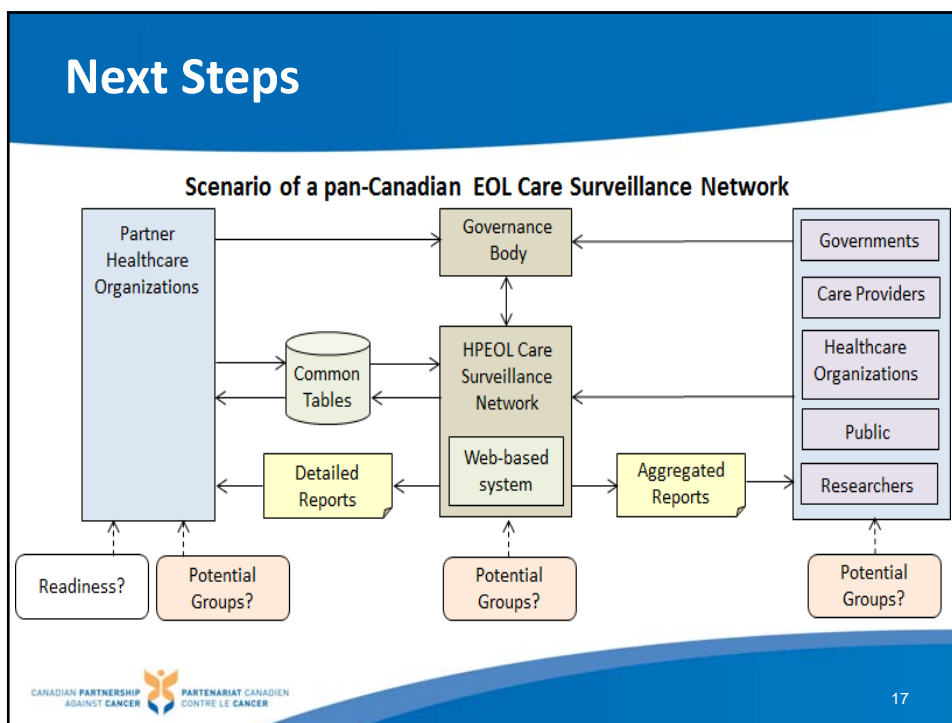 Next Steps
Scenario of a pan-Canadian EOL Care Surveillance Network
Partner
Healthcare
Organizations
Governance
Body
Governments
Care Providers
Healthcare
Organizations
Public
Researchers
Common
Tables
HPEOL Care
Surveillance
Network
Web-based
system
Detailed
Reports
Aggregated
Reports
Readiness?
Potential
Groups?
Potential
Groups?
Potential
Groups?
CANADIAN PARTNERSHIP
AGAINST CANCER
PARTENARIAT CANADIEN
CONTRE LE CANCER
17